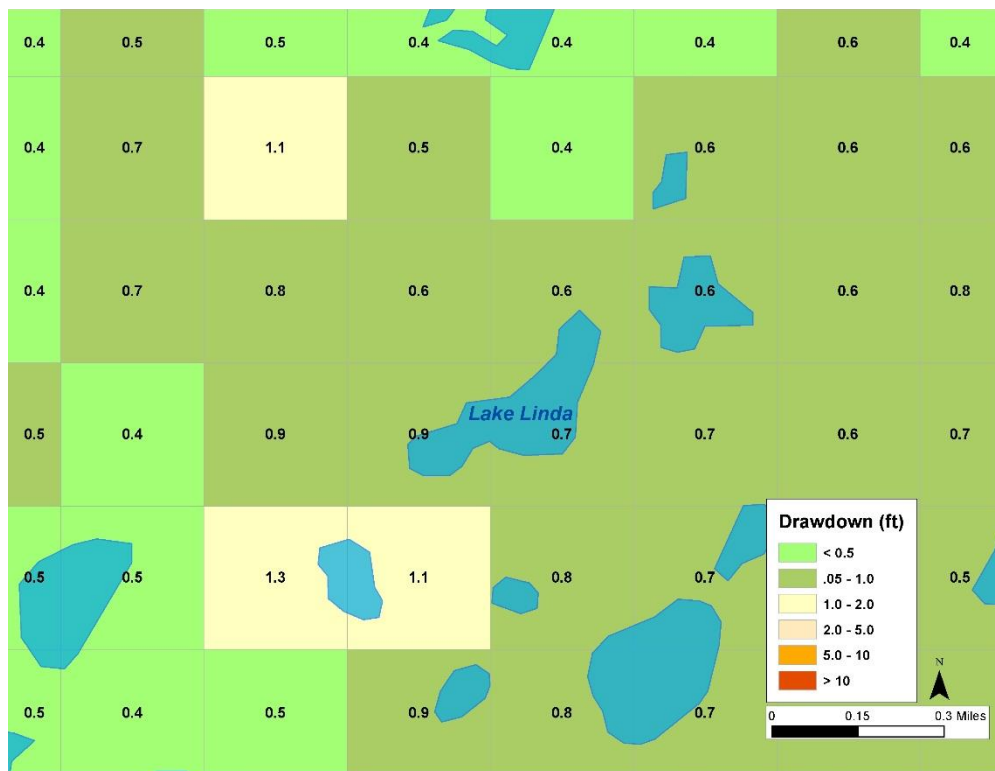 0.4 0.5 0.5 0.4 0.4 0.4 0.6 0.4
0.4 0.7 1.1 0.5 0.4 0.6 0.6 0.6
0.4 0.7 0.8 0.6 0.6 0.6 0.6 0.8
Lake Linda
0.5 0.4 0.9 0.9 0.7 0.7 0.6 0.7
0.5 0.5 1.3 1.1 0.8 0.7 0.5
0.5 0.4 0.5 0.9 0.8 0.7
Drawdown (ft)
< 0.5
.05 - 1.0
1.0 - 2.0
2.0 - 5.0
5.0 - 10
> 10
N
0 0.15 0.3 Miles